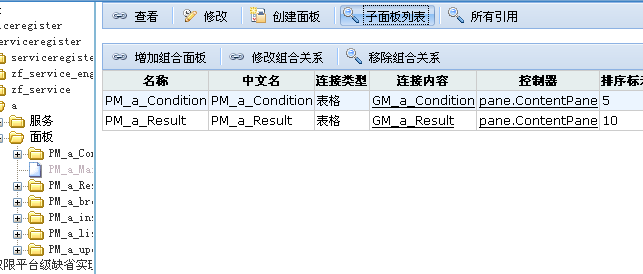 查看 修改 创建面板 子面板列表 所有引用
增加组合面板 修改组合关系 移除组合关系
名称 中文名 连接类型 连接内容 控制器 排序标
PM_a_Condition PM_a_Condition 表格 GM_a_Condition pane.ContentPane 5
PM_a_Result PM_a_Result 表格 GM_a_Result pane.ContentPane 10
ceregister
serviceregister
serviceregiste
zf_service_eng
zf_service
a
服务
面板
PM_a_Co
PM_a_Ma
PM_a_Re
PM_a_bro
PM_a_in
PM_a_li
PM_a_up
权限平台级缺省实现